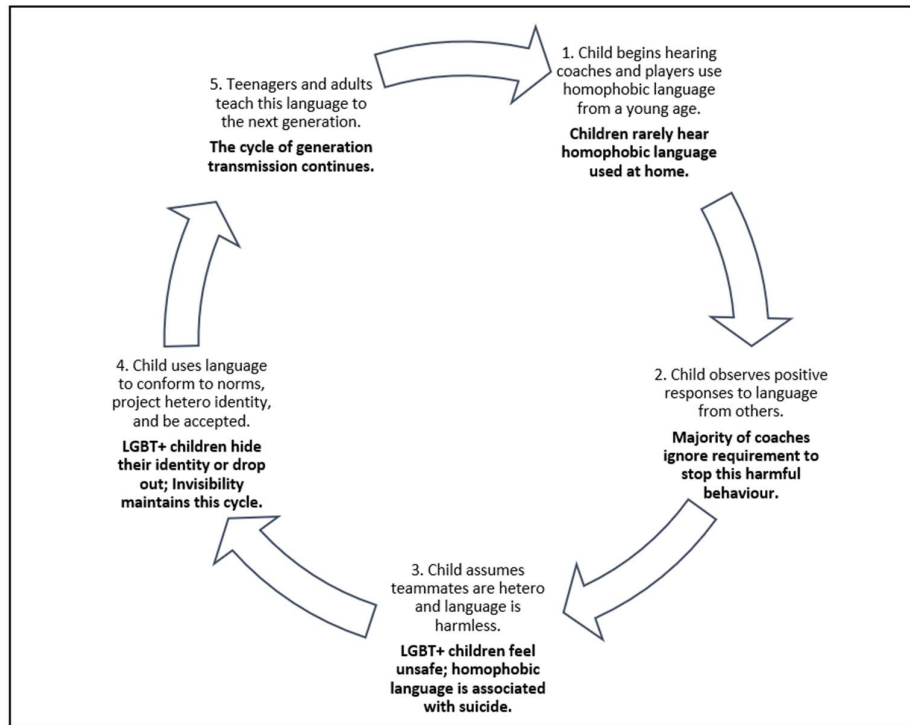 1. Child begins hearing
coaches and players use
homophobic language
from a young age.
Children rarely hear
homophobic language
used at home.
2. Child observes positive
responses to language
from others.
Majority of coaches
ignore requirement to
stop this harmful
behaviour.
3. Child assumes
teammates are hetero
and language is
harmless.
LGBT+ children feel
unsafe; homophobic
language is associated
with suicide.
4. Child uses language
to conform to norms,
project hetero identity,
and be accepted.
LGBT+ children hide
their identity or drop
out; Invisibility
maintains this cycle.
5. Teenagers and adults
teach this language to
the next generation.
The cycle of generation
transmission continues.